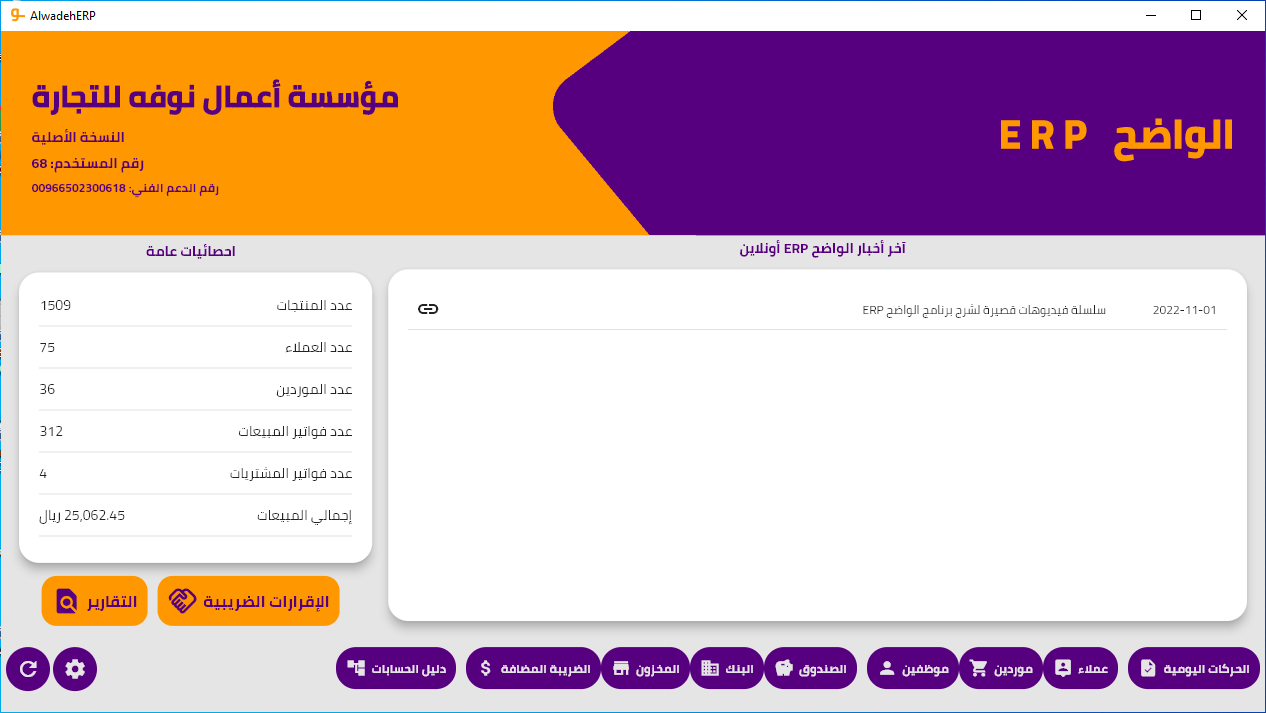 AlwadehERP
الواضح ERP
مؤسسة أعمال نوفه للتجارة
النسخة الأصلية
رقم المستخدم: 68
رقم الدعم الفني: 00966502300618
آخر أخبار الواضح ERP أونلاين
2022-11-01 سلسلة فيديوهات قصيرة لشرح برنامج الواضح ERP
احصائيات عامة
عدد المنتجات 1509
عدد العملاء 75
عدد الموردين 36
عدد فواتير المبيعات 312
عدد فواتير المشتريات 4
إجمالي المبيعات 25,062.45 ريال
الإقرارات الضريبية
التقارير
الحركات اليومية
عملاء
موردين
موظفين
الصندوق
البنك
المخزون
الضريبة المضافة
دليل الحسابات